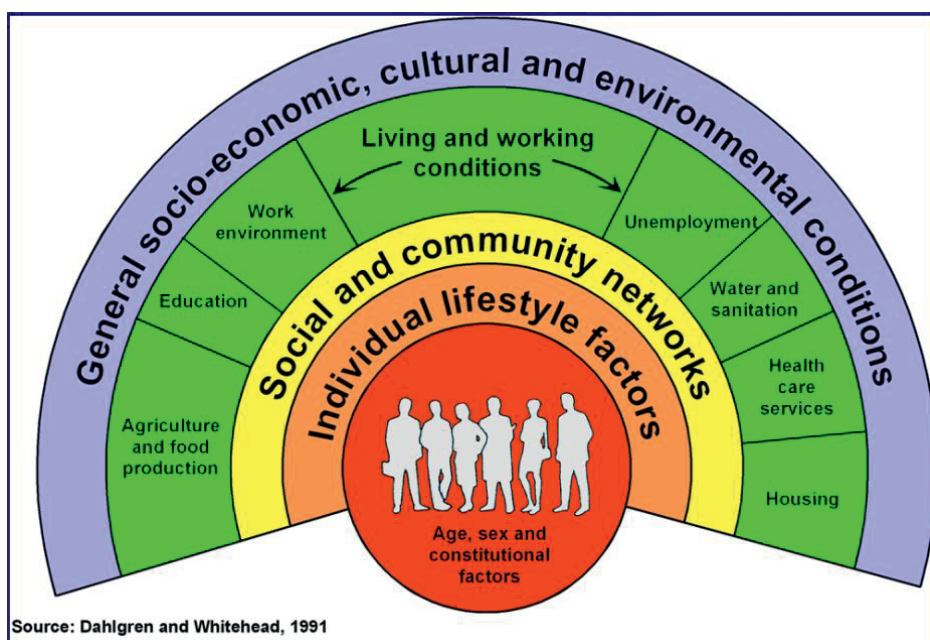 General socio-economic, cultural and environmental conditions
Living and working
conditions
Work
environment
Unemployment
Education
Water and
sanitation
Agriculture
and food
production
Health
care
services
Housing
Social and community networks
Individual lifestyle factors
Age, sex and
constitutional
factors
Source: Dahlgren and Whitehead, 1991